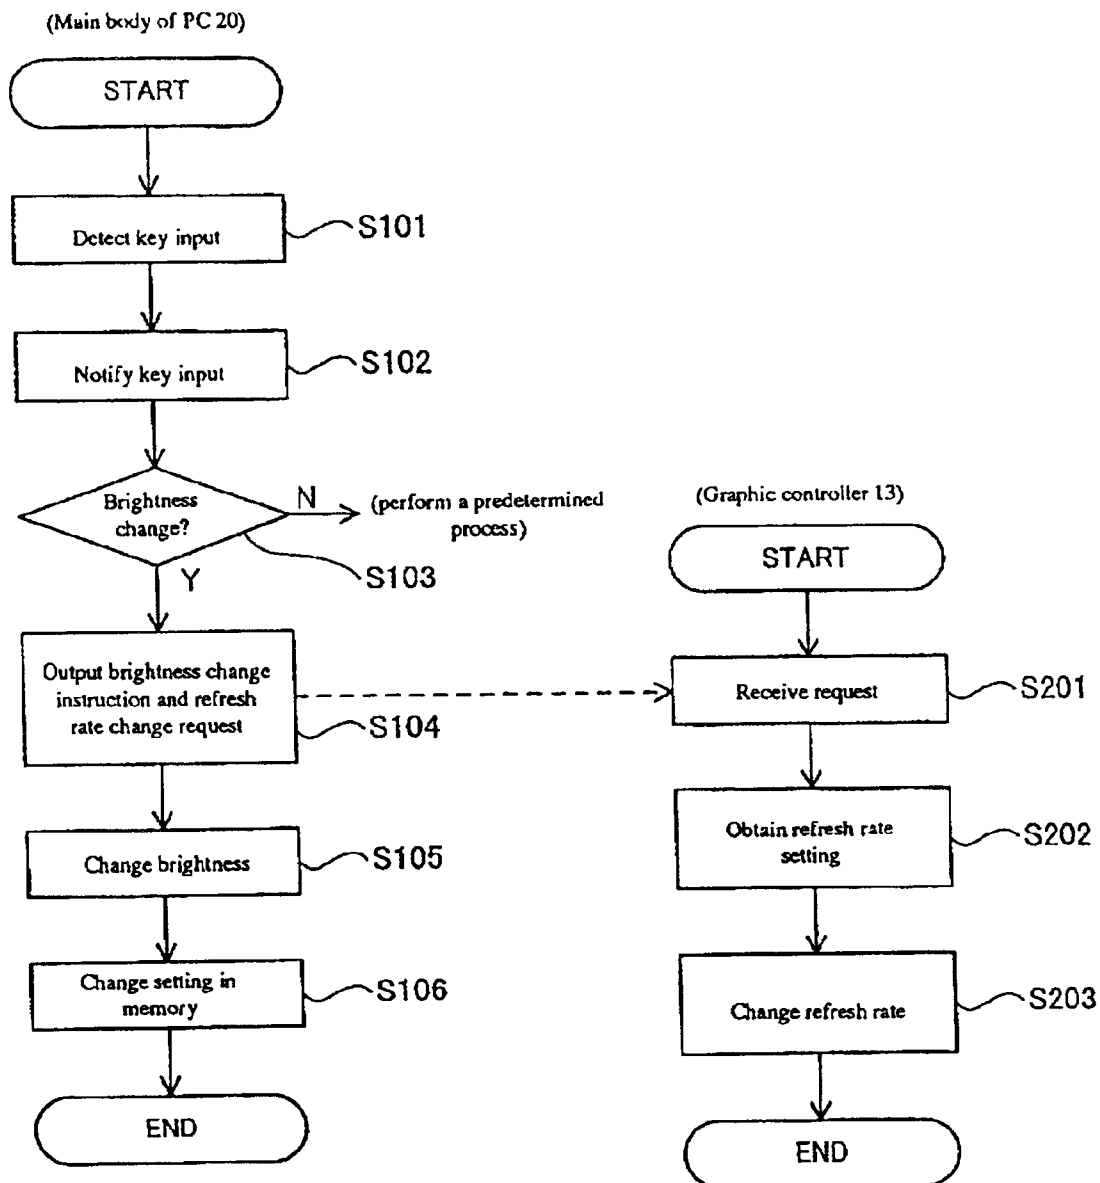 (Main body of PC 20)
START
Detect key input
S101
Notify key input
S102
Brightness
change?
N
(perform a predetermined
process)
S103
Y
Output brightness change
instruction and refresh
rate change request
S104
Change brightness
S105
Change setting in
memory
S106
END
(Graphic controller 13)
START
Receive request
S201
Obtain refresh rate
setting
S202
Change refresh rate
S203
END